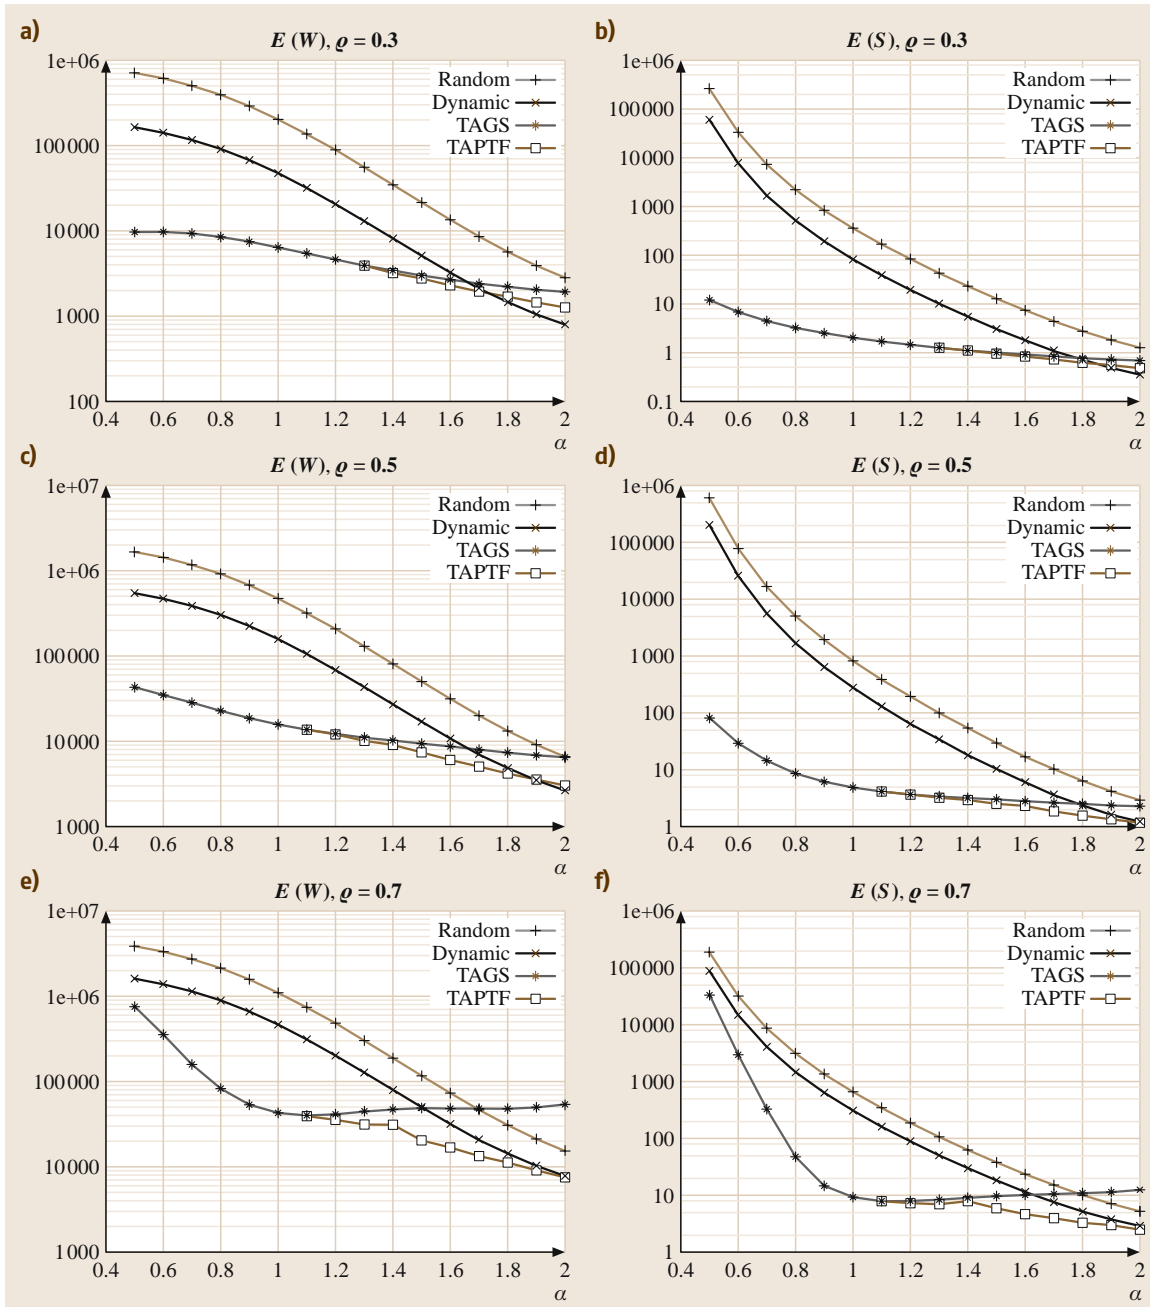 a)
E (W), ϱ = 0.3
1e+06
100000
10000
1000
100
Random
Dynamic
TAGS
TAPTF
0.4 0.6 0.8 1 1.2 1.4 1.6 1.8 2
α
b)
E (S), ϱ = 0.3
1e+06
100000
10000
1000
100
10
1
0.1
Random
Dynamic
TAGS
TAPTF
0.4 0.6 0.8 1 1.2 1.4 1.6 1.8 2
α
c)
E (W), ϱ = 0.5
1e+07
1e+06
100000
10000
1000
Random
Dynamic
TAGS
TAPTF
0.4 0.6 0.8 1 1.2 1.4 1.6 1.8 2
α
d)
E (S), ϱ = 0.5
1e+06
100000
10000
1000
100
10
1
Random
Dynamic
TAGS
TAPTF
0.4 0.6 0.8 1 1.2 1.4 1.6 1.8 2
α
e)
E (W), ϱ = 0.7
1e+07
1e+06
100000
10000
1000
Random
Dynamic
TAGS
TAPTF
0.4 0.6 0.8 1 1.2 1.4 1.6 1.8 2
α
f)
E (S), ϱ = 0.7
1e+06
100000
10000
1000
100
10
1
Random
Dynamic
TAGS
TAPTF
0.4 0.6 0.8 1 1.2 1.4 1.6 1.8 2
α